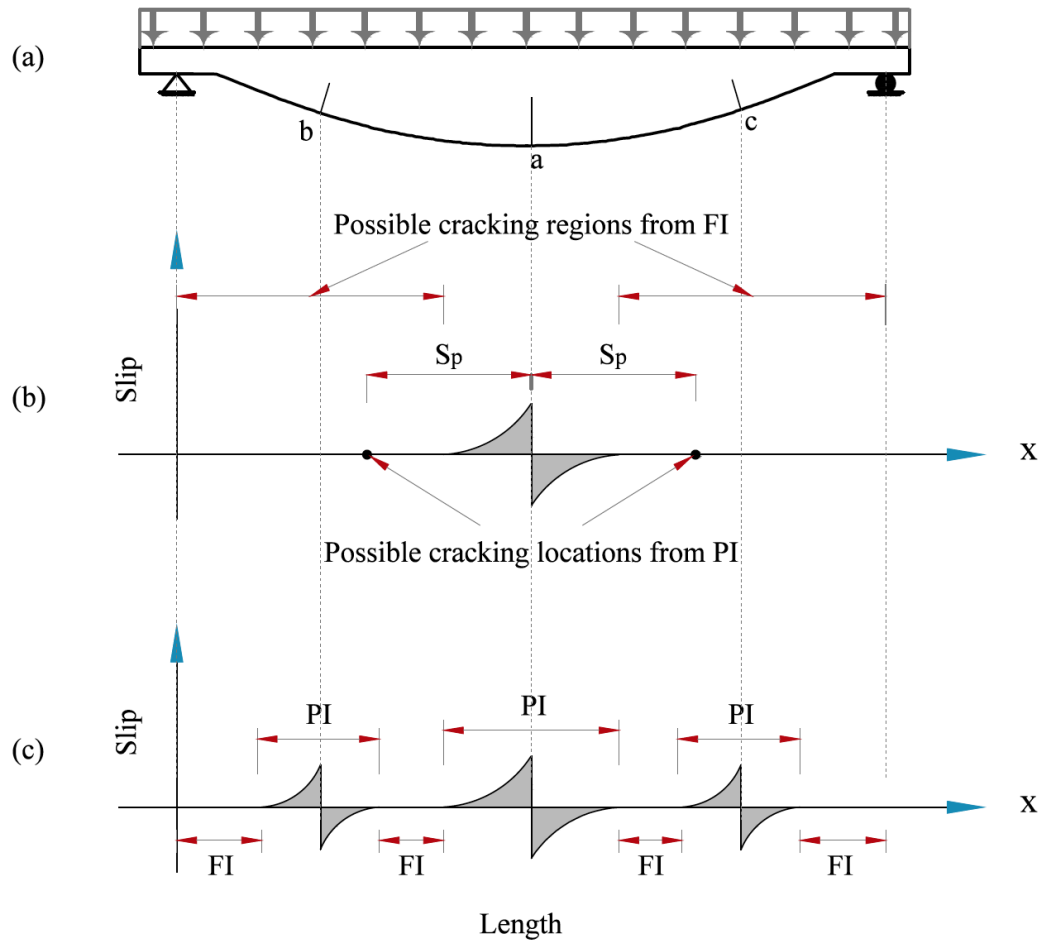 (a)
b
a
c
Possible cracking regions from FI
Slip
(b)
Sp
Sp
X
Possible cracking locations from PI
Slip
(c)
PI
PI
PI
X
FI
FI
FI
FI
Length